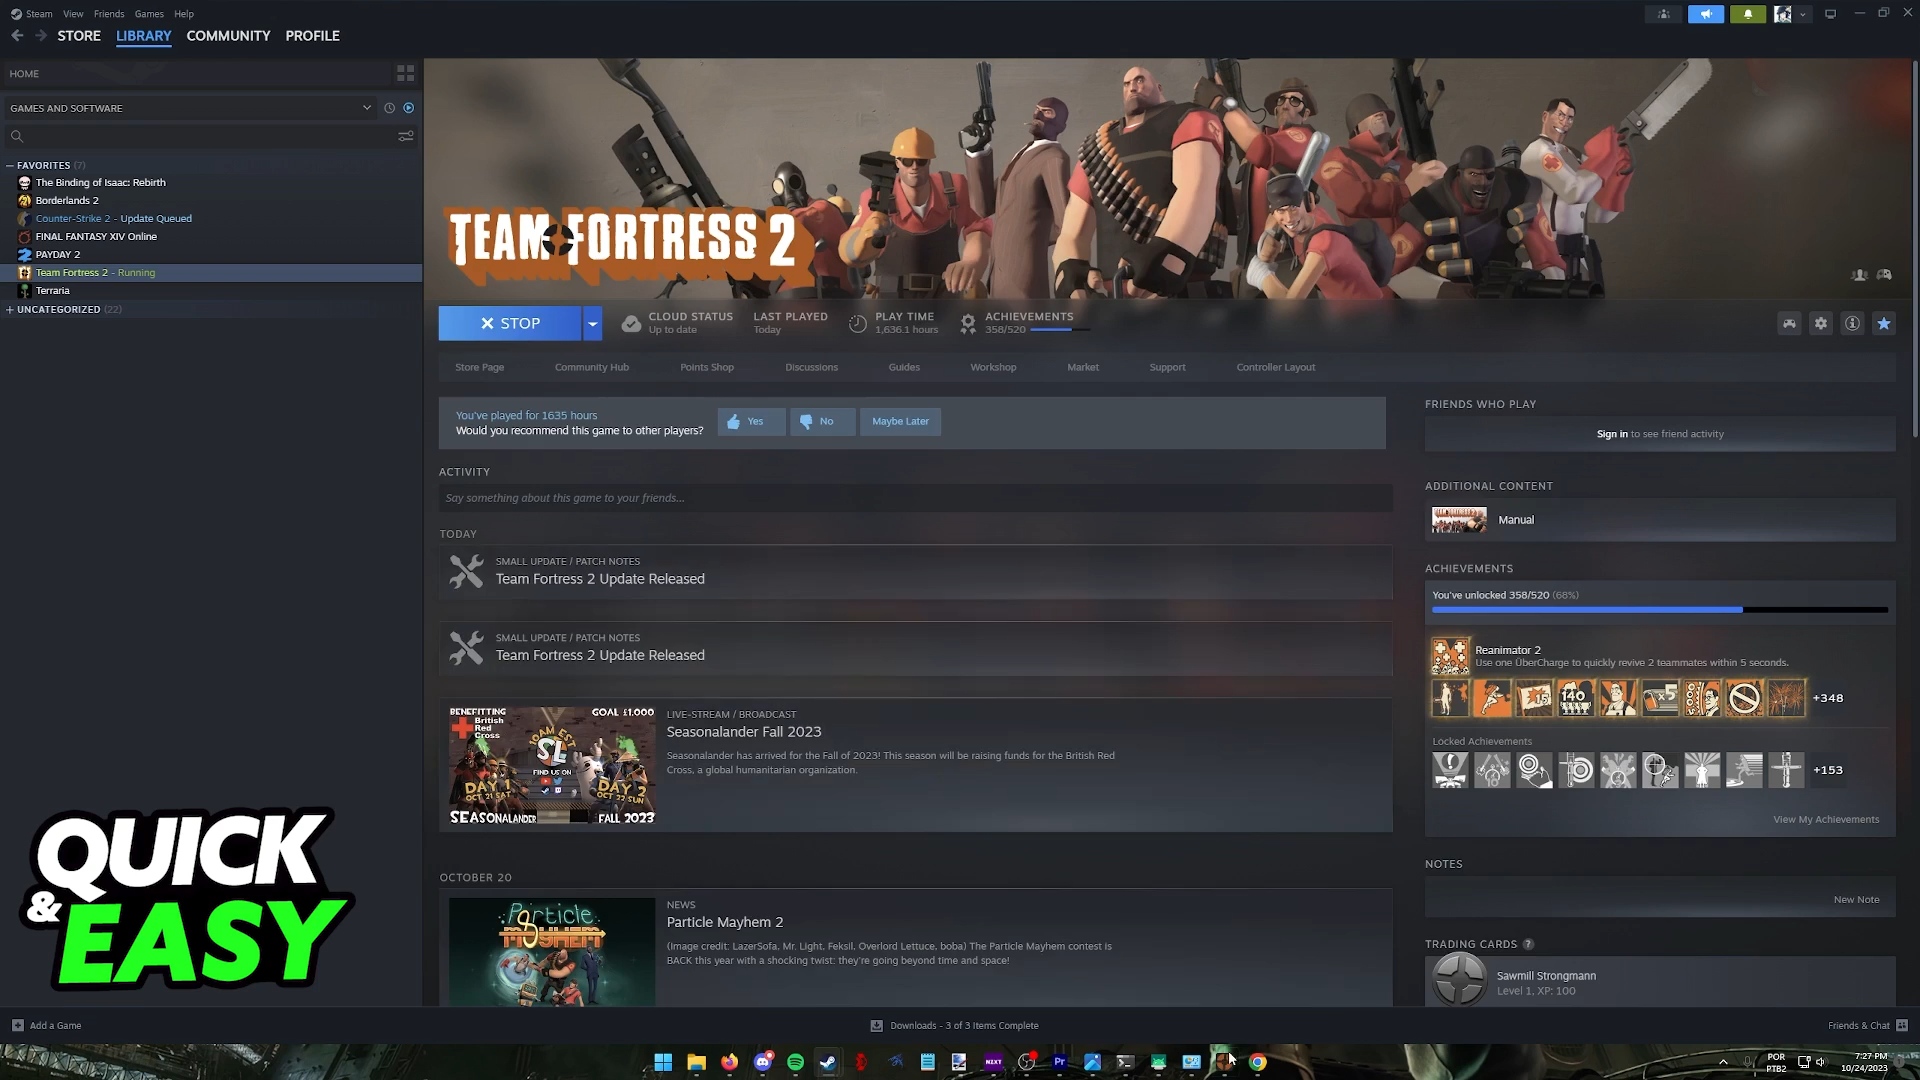 Steam View Friends Games Help
STORE LIBRARY COMMUNITY PROFILE
HOME
GAMES AND SOFTWARE
FAVORITES (7)
The Binding of Isaac: Rebirth
Borderlands 2
Counter-Strike 2 - Update Queued
FINAL FANTASY XIV Online
PAYDAY 2
Team Fortress 2 - Running
Terraria
UNCATEGORIZED (22)
QUICK
& EASY
TEAM FORTRESS 2
STOP
CLOUD STATUS
Up to date
LAST PLAYED
Today
PLAY TIME
1,636.1 hours
ACHIEVEMENTS
358/520
Store Page Community Hub Points Shop Discussions Guides Workshop Market Support Controller Layout
You've played for 1635 hours
Would you recommend this game to other players?
Yes No Maybe Later
ACTIVITY
Say something about this game to your friends...
TODAY
SMALL UPDATE / PATCH NOTES
Team Fortress 2 Update Released
SMALL UPDATE / PATCH NOTES
Team Fortress 2 Update Released
BENEFITTING
British
Red
Cross
GOAL £1,000
10AM EST
SL
FIND US ON
DAY 1
OCT 21 SAT
DAY 2
OCT 22 SUN
SEASONALANDER FALL 2023
LIVE-STREAM / BROADCAST
Seasonalander Fall 2023
Seasonalander has arrived for the Fall of 2023! This season will be raising funds for the British Red
Cross, a global humanitarian organization.
OCTOBER 20
Particle
MAYHEM
NEWS
Particle Mayhem 2
(Image credit: LazerSofa, Mr. Light, Feksil, Overlord Lettuce, boba) The Particle Mayhem contest is
BACK this year with a shocking twist: they're going beyond time and space!
FRIENDS WHO PLAY
Sign in to see friend activity
ADDITIONAL CONTENT
Manual
ACHIEVEMENTS
You've unlocked 358/520 (68%)
Reanimator 2
Use one ÜberCharge to quickly revive 2 teammates within 5 seconds.
15 140 x5
+348
Locked Achievements
+153
View My Achievements
NOTES
New Note
TRADING CARDS ?
Sawmill Strongmann
Level 1, XP: 100
Add a Game
Downloads - 3 of 3 Items Complete
Friends & Chat
NZXT
Pr
POR
PTB2
7:27 PM
10/24/2023